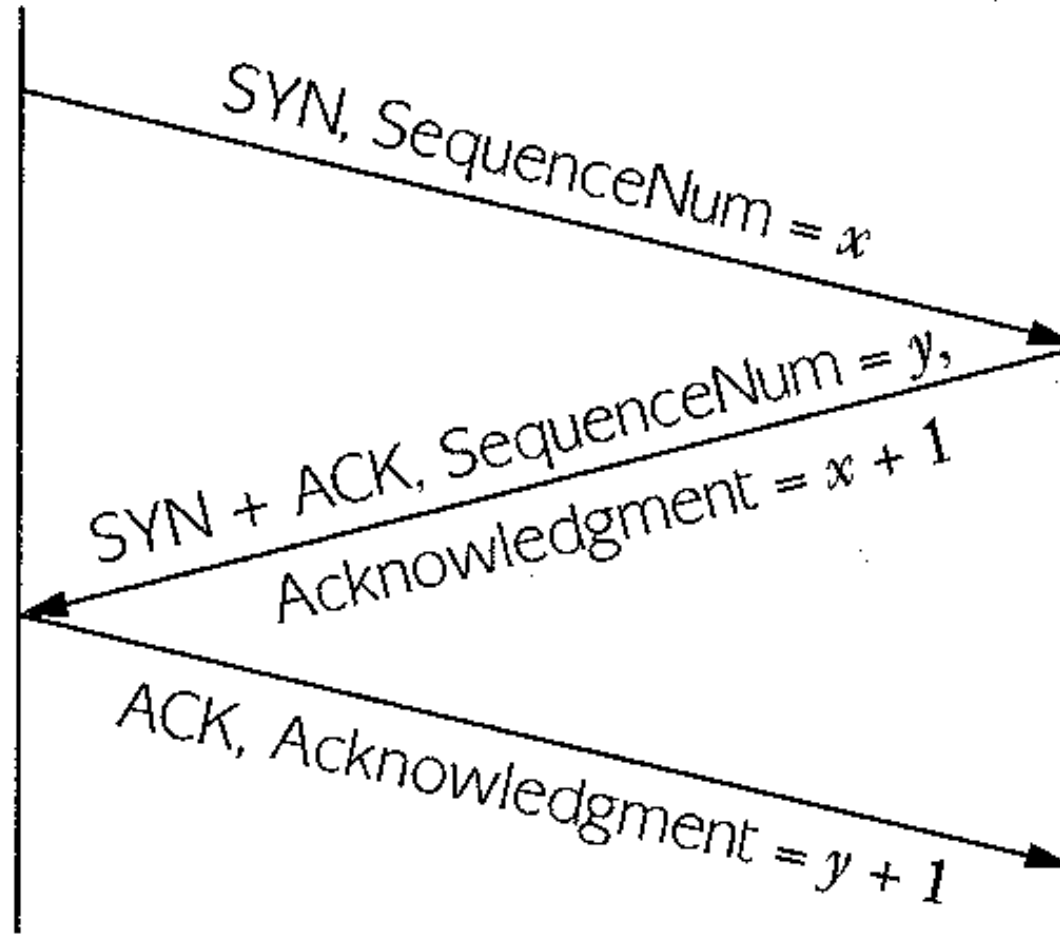 SYN, SequenceNum = x
SYN + ACK, SequenceNum = y,
Acknowledgment = x + 1
ACK, Acknowledgment = y + 1